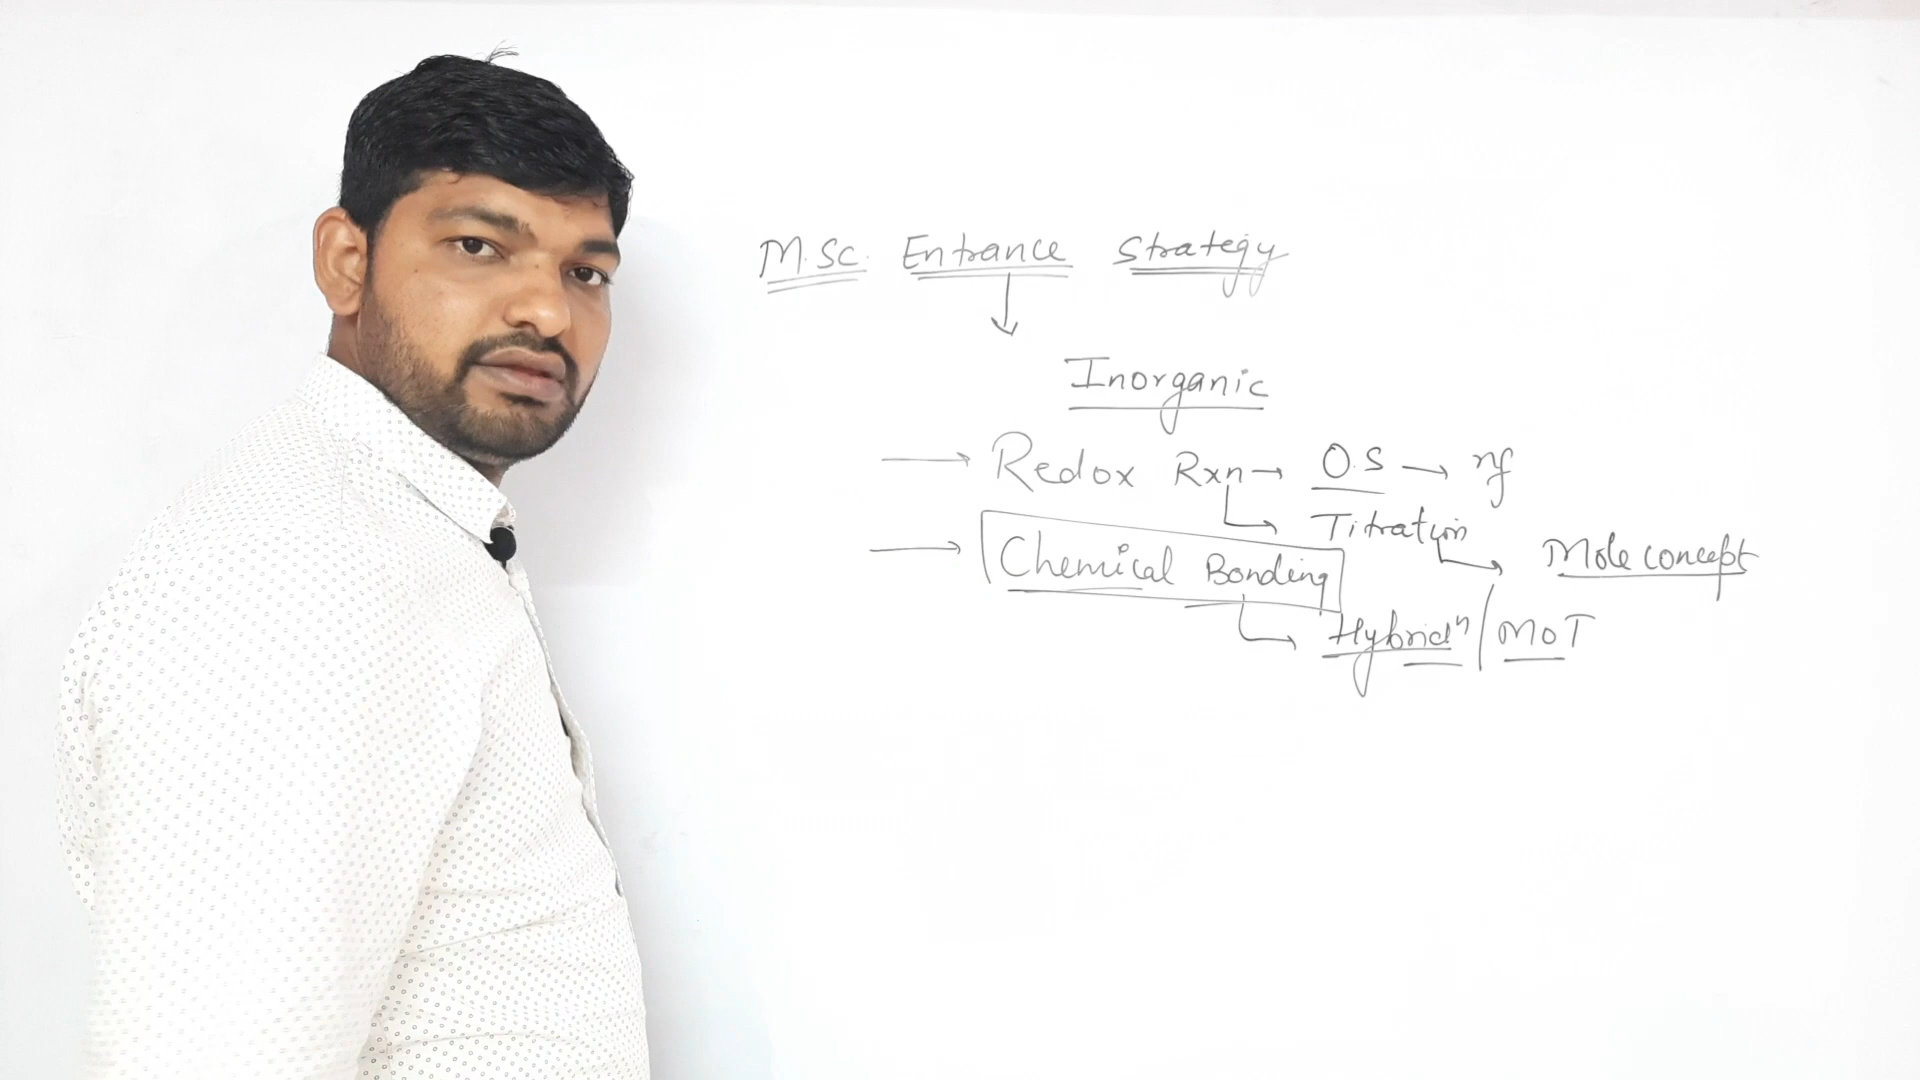 M.Sc. Entrance Strategy
Inorganic
Redox Rxn → O.S → nf
Titration
Mole concept
Chemical Bonding
Hybridⁿ / MOT